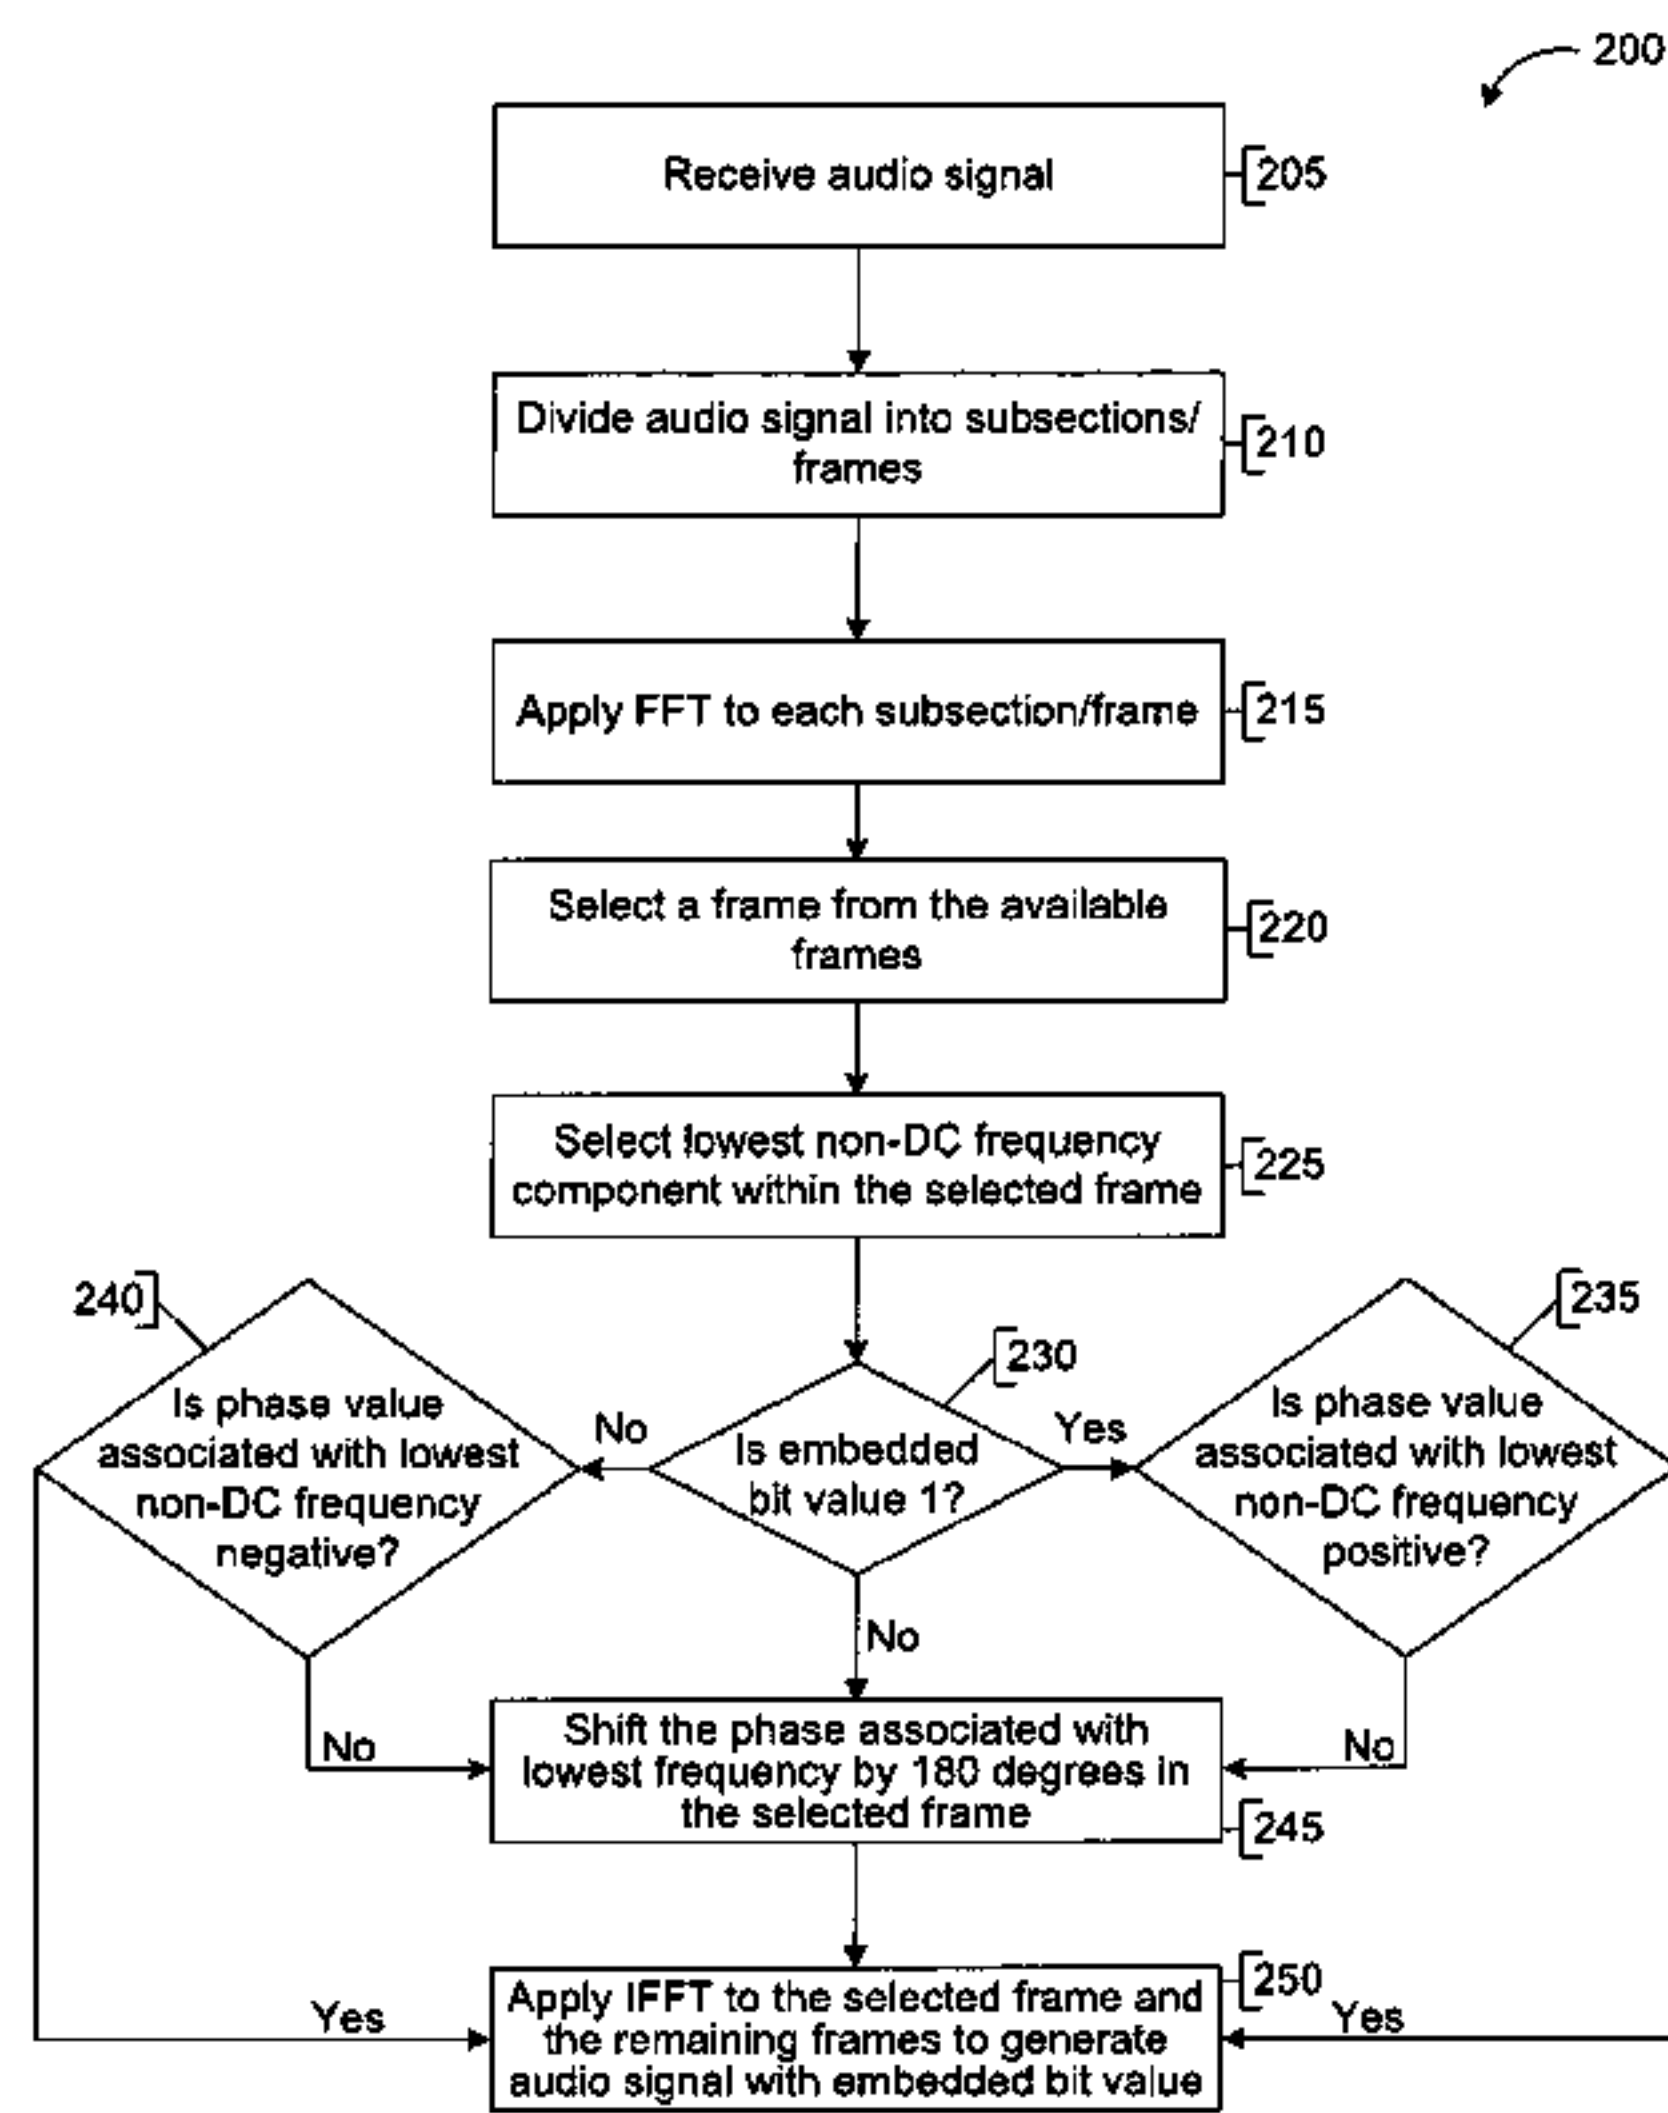 200
Receive audio signal
205
Divide audio signal into subsections/
frames
210
Apply FFT to each subsection/frame
215
Select a frame from the available
frames
220
Select lowest non-DC frequency
component within the selected frame
225
240
Is phase value
associated with lowest
non-DC frequency
negative?
No
230
Is embedded
bit value 1?
Yes
235
Is phase value
associated with lowest
non-DC frequency
positive?
No
No
No
Shift the phase associated with
lowest frequency by 180 degrees in
the selected frame
245
Yes
Apply IFFT to the selected frame and
the remaining frames to generate
audio signal with embedded bit value
250
Yes